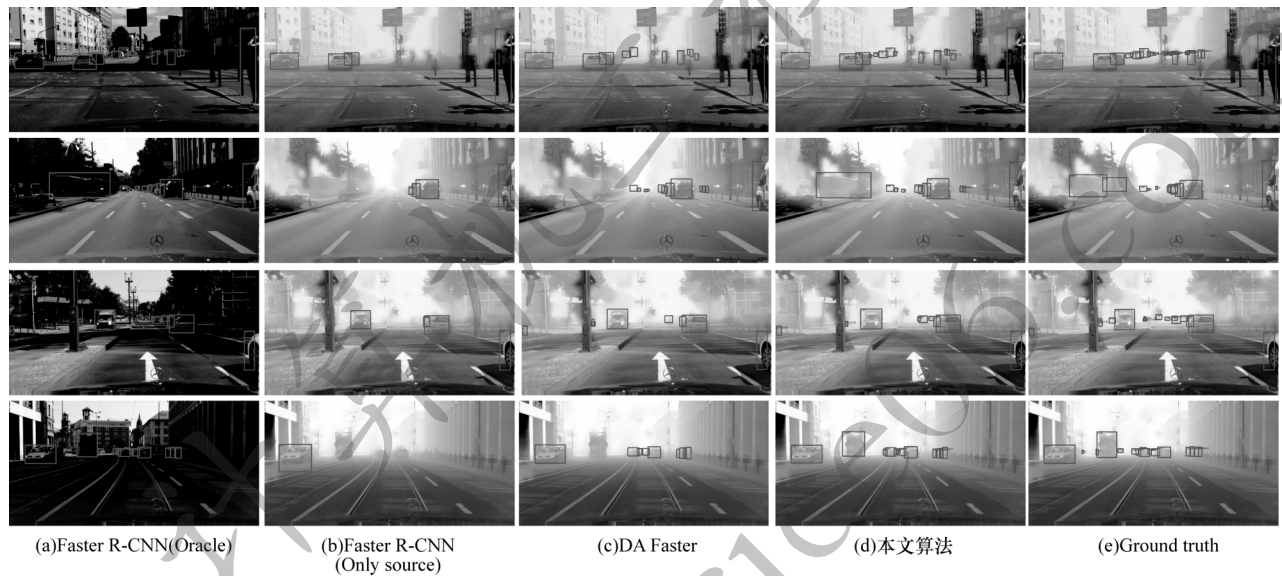 (a)Faster R-CNN(Oracle)
(b)Faster R-CNN
(Only source)
(c)DA Faster
(d)本文算法
(e)Ground truth